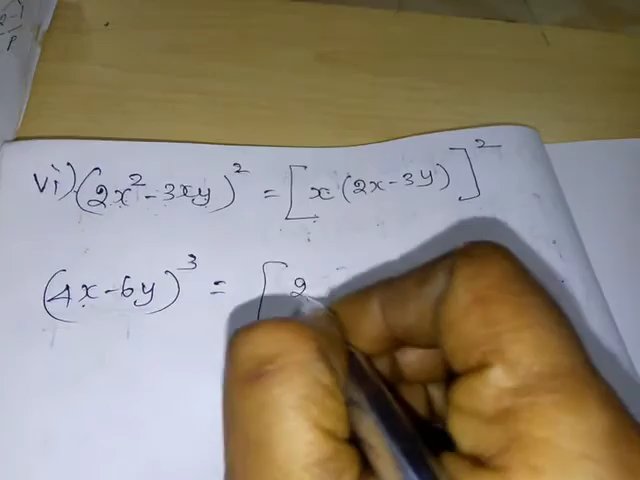 vi) (2x² - 3xy)² = [x (2x - 3y)]²
(4x - 6y)³ = [2